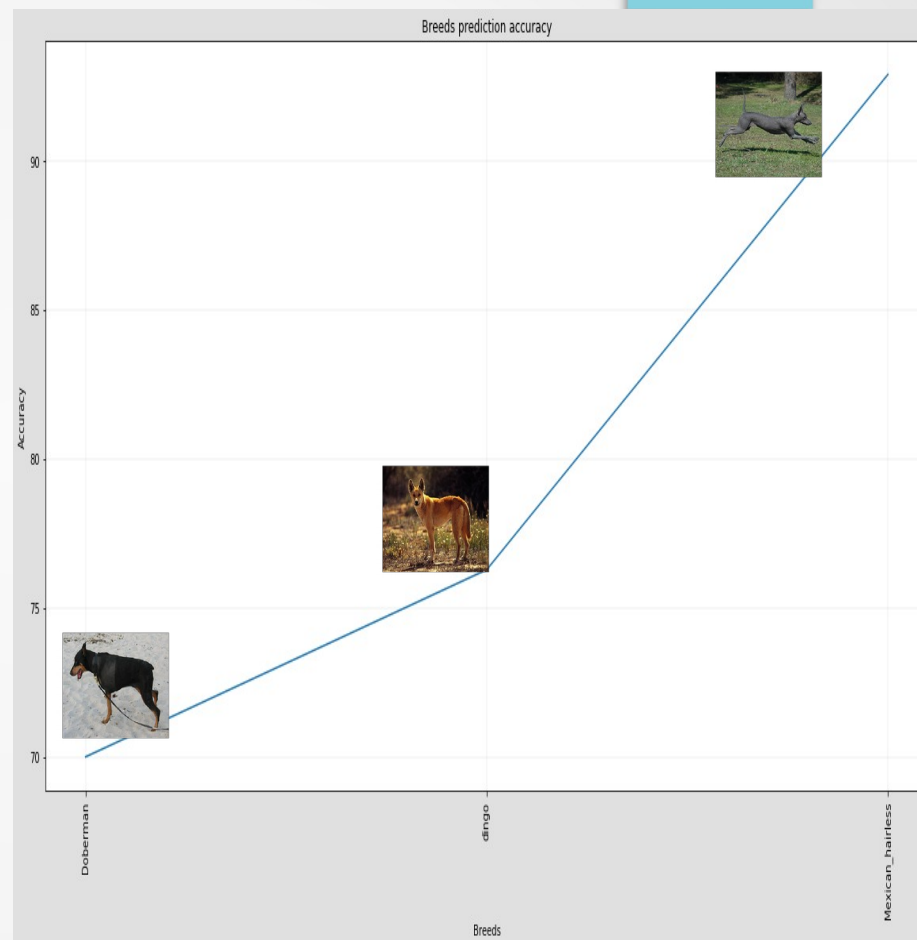 Breeds prediction accuracy
90
85
80
75
70
Accuracy
Doberman
dingo
Mexican_hairless
Breeds